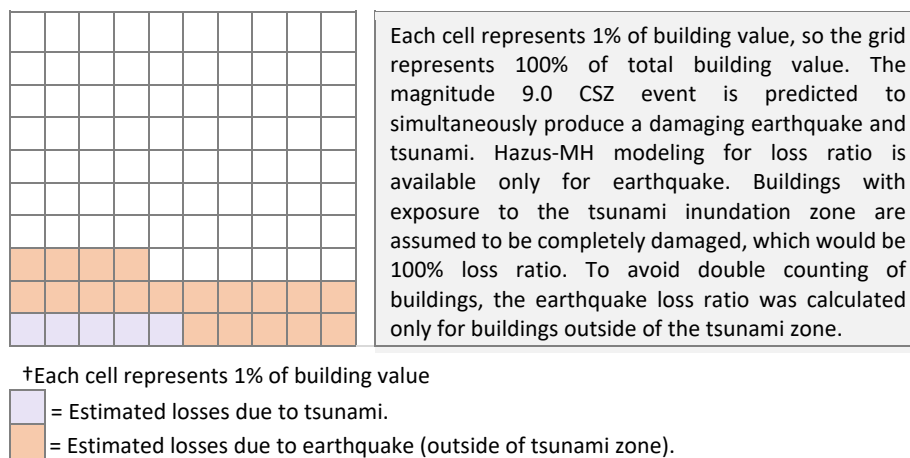 Each cell represents 1% of building value, so the grid
represents 100% of total building value. The
magnitude 9.0 CSZ event is predicted to
simultaneously produce a damaging earthquake and
tsunami. Hazus-MH modeling for loss ratio is
available only for earthquake. Buildings with
exposure to the tsunami inundation zone are
assumed to be completely damaged, which would be
100% loss ratio. To avoid double counting of
buildings, the earthquake loss ratio was calculated
only for buildings outside of the tsunami zone.
†Each cell represents 1% of building value
= Estimated losses due to tsunami.
= Estimated losses due to earthquake (outside of tsunami zone).